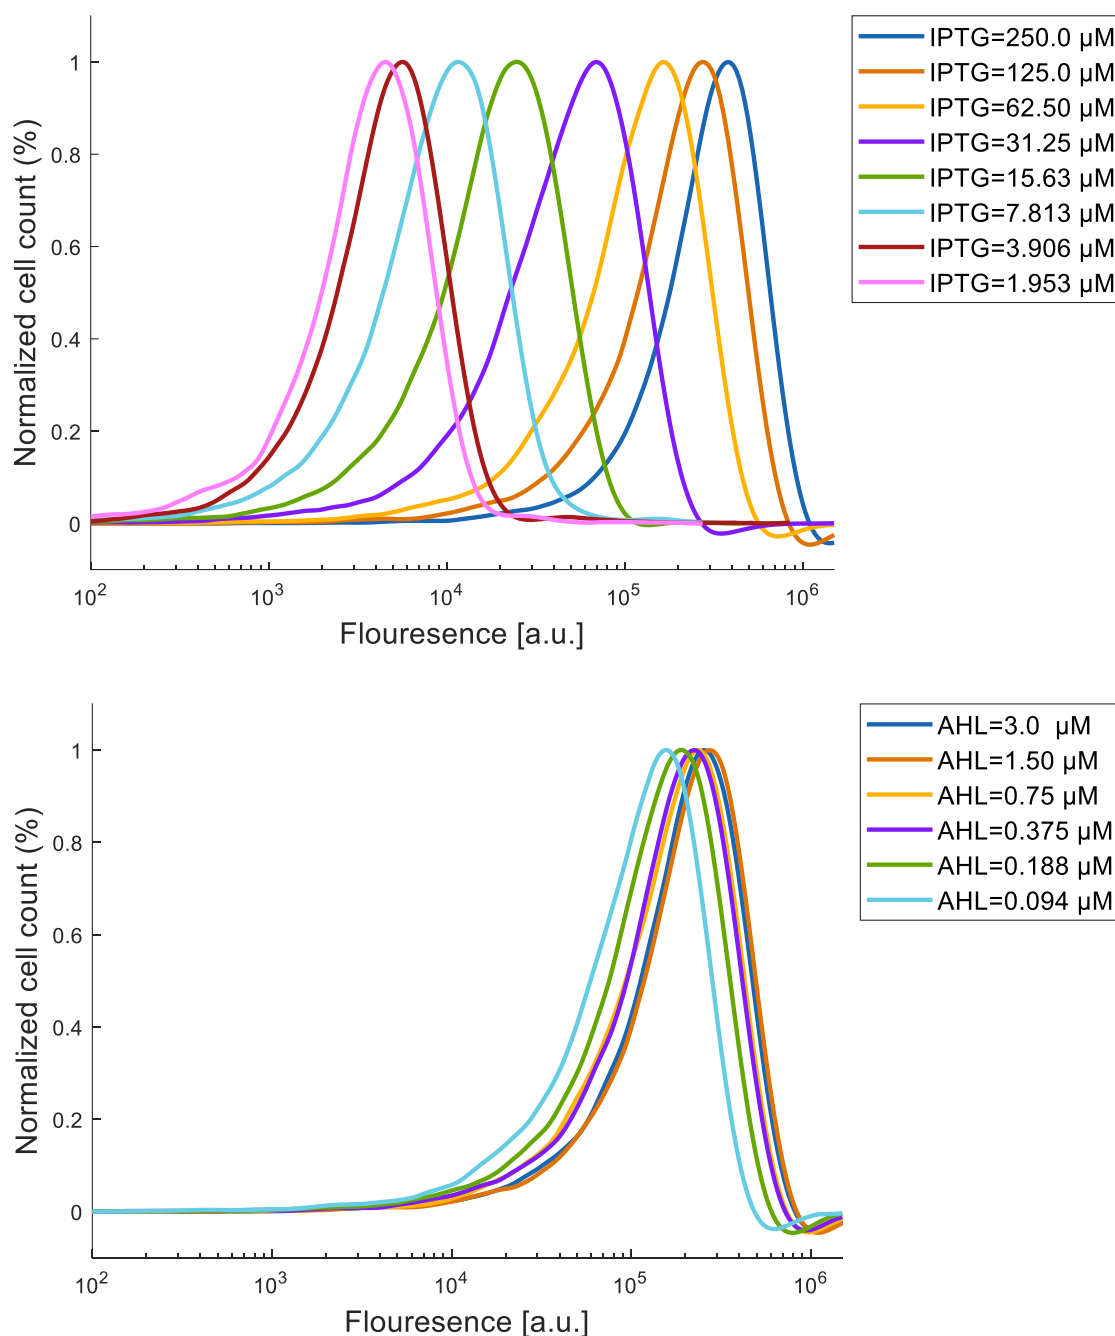 IPTG=250.0 µM
IPTG=125.0 µM
IPTG=62.50 µM
IPTG=31.25 µM
IPTG=15.63 µM
IPTG=7.813 µM
IPTG=3.906 µM
IPTG=1.953 µM
Normalized cell count (%)
1
0.8
0.6
0.4
0.2
0
10² 10³ 10⁴ 10⁵ 10⁶
Flouresence [a.u.]
AHL=3.0 µM
AHL=1.50 µM
AHL=0.75 µM
AHL=0.375 µM
AHL=0.188 µM
AHL=0.094 µM
Normalized cell count (%)
1
0.8
0.6
0.4
0.2
0
10² 10³ 10⁴ 10⁵ 10⁶
Flouresence [a.u.]